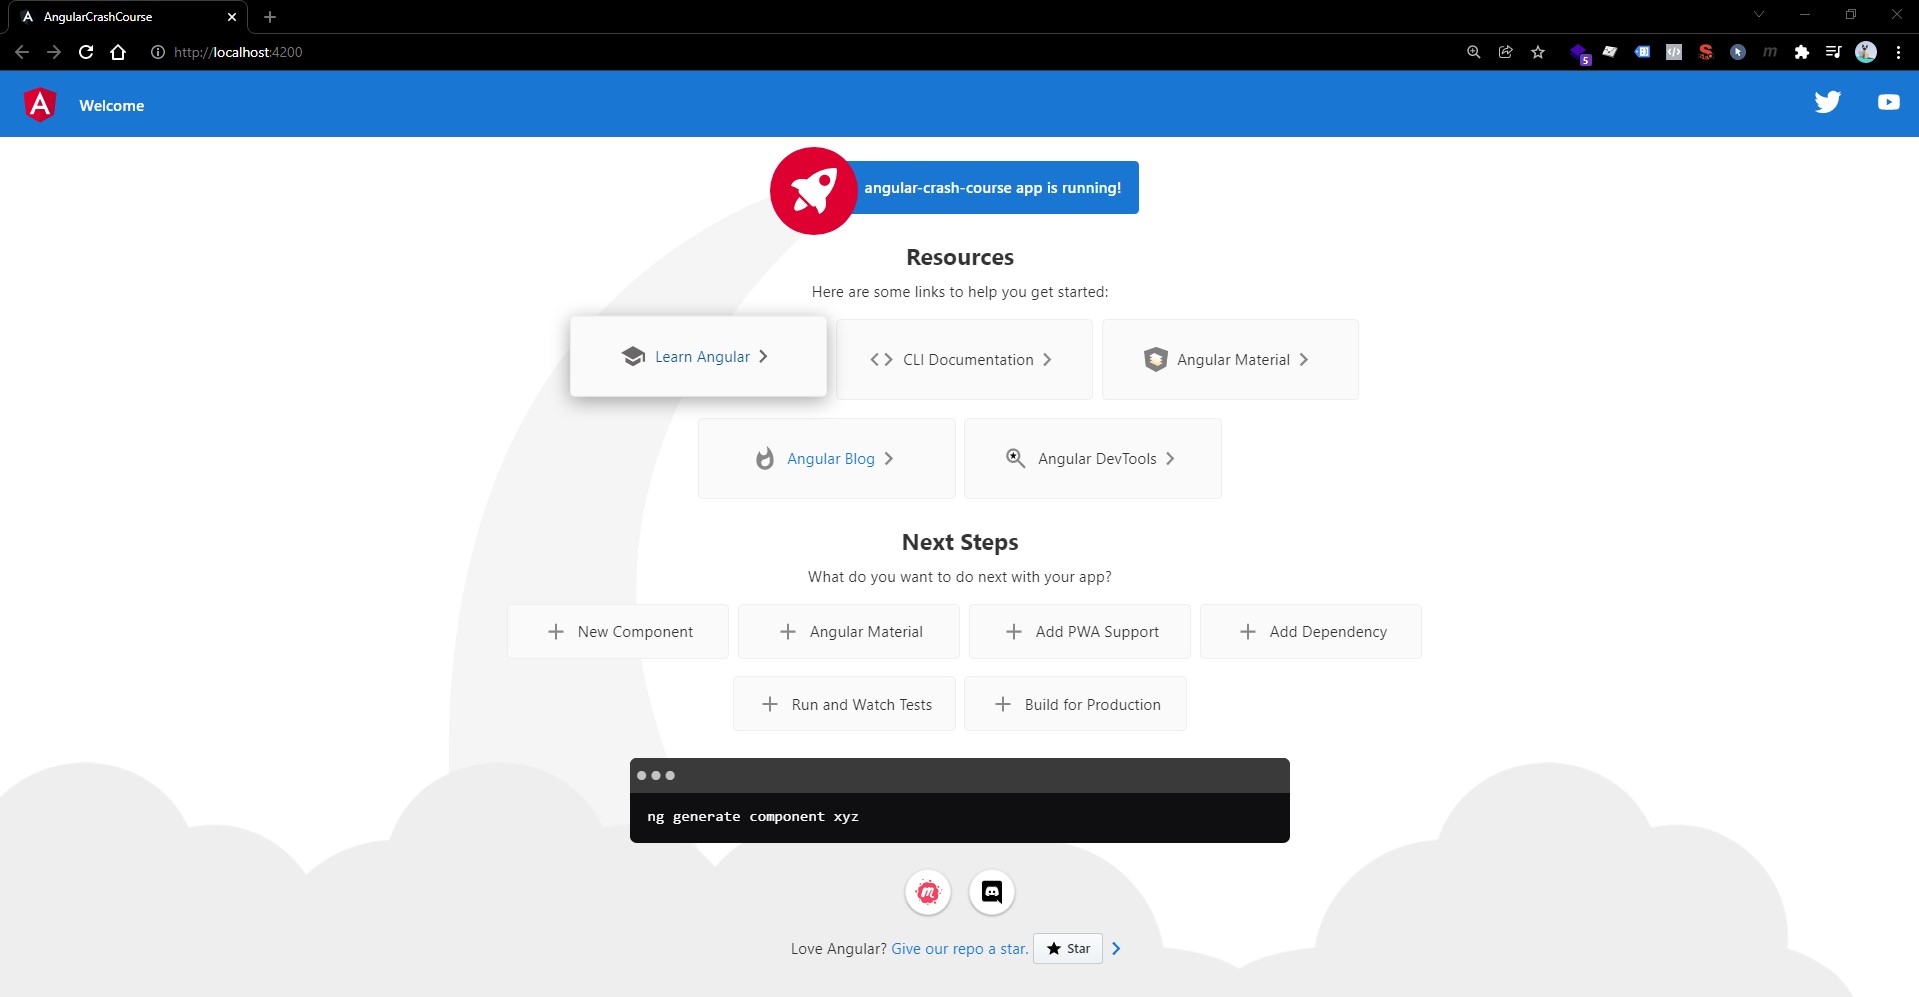 AngularCrashCourse
http://localhost:4200
5
Welcome
angular-crash-course app is running!
Resources
Here are some links to help you get started:
Learn Angular
CLI Documentation
Angular Material
Angular Blog
Angular DevTools
Next Steps
What do you want to do next with your app?
New Component
Angular Material
Add PWA Support
Add Dependency
Run and Watch Tests
Build for Production
ng generate component xyz
Love Angular? Give our repo a star. Star